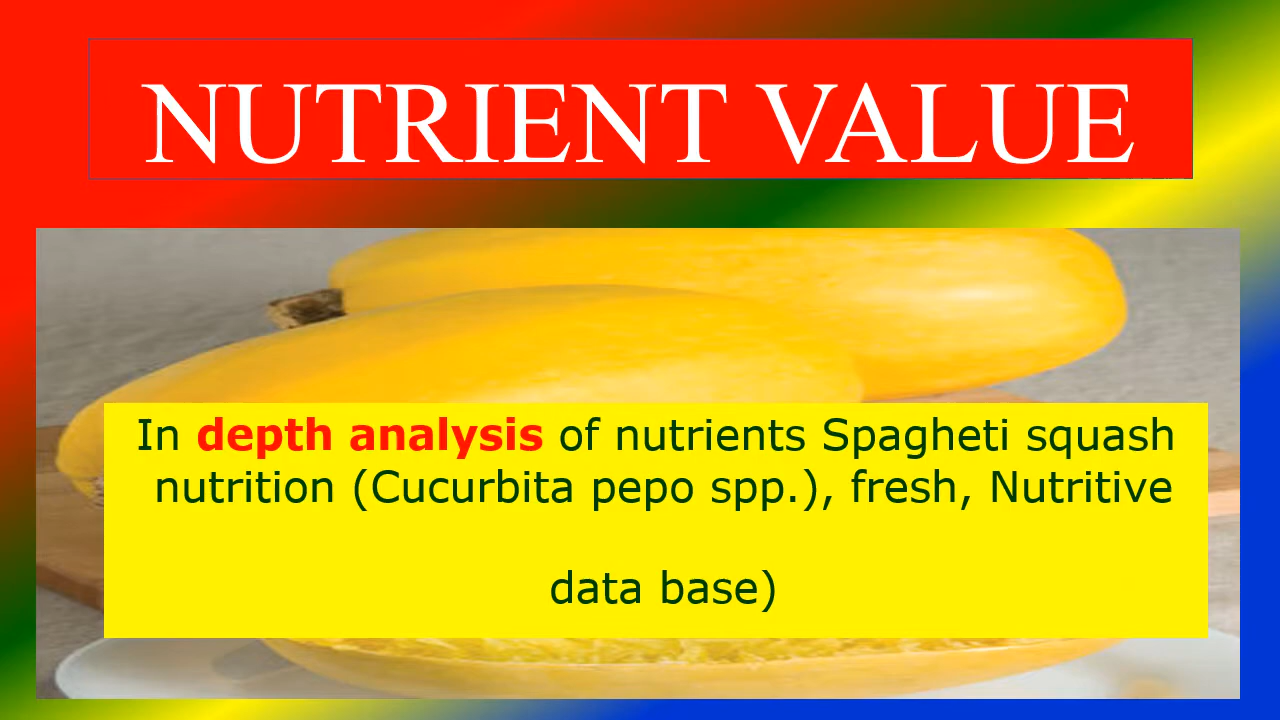 NUTRIENT VALUE
In depth analysis of nutrients Spagheti squash
nutrition (Cucurbita pepo spp.), fresh, Nutritive
data base)